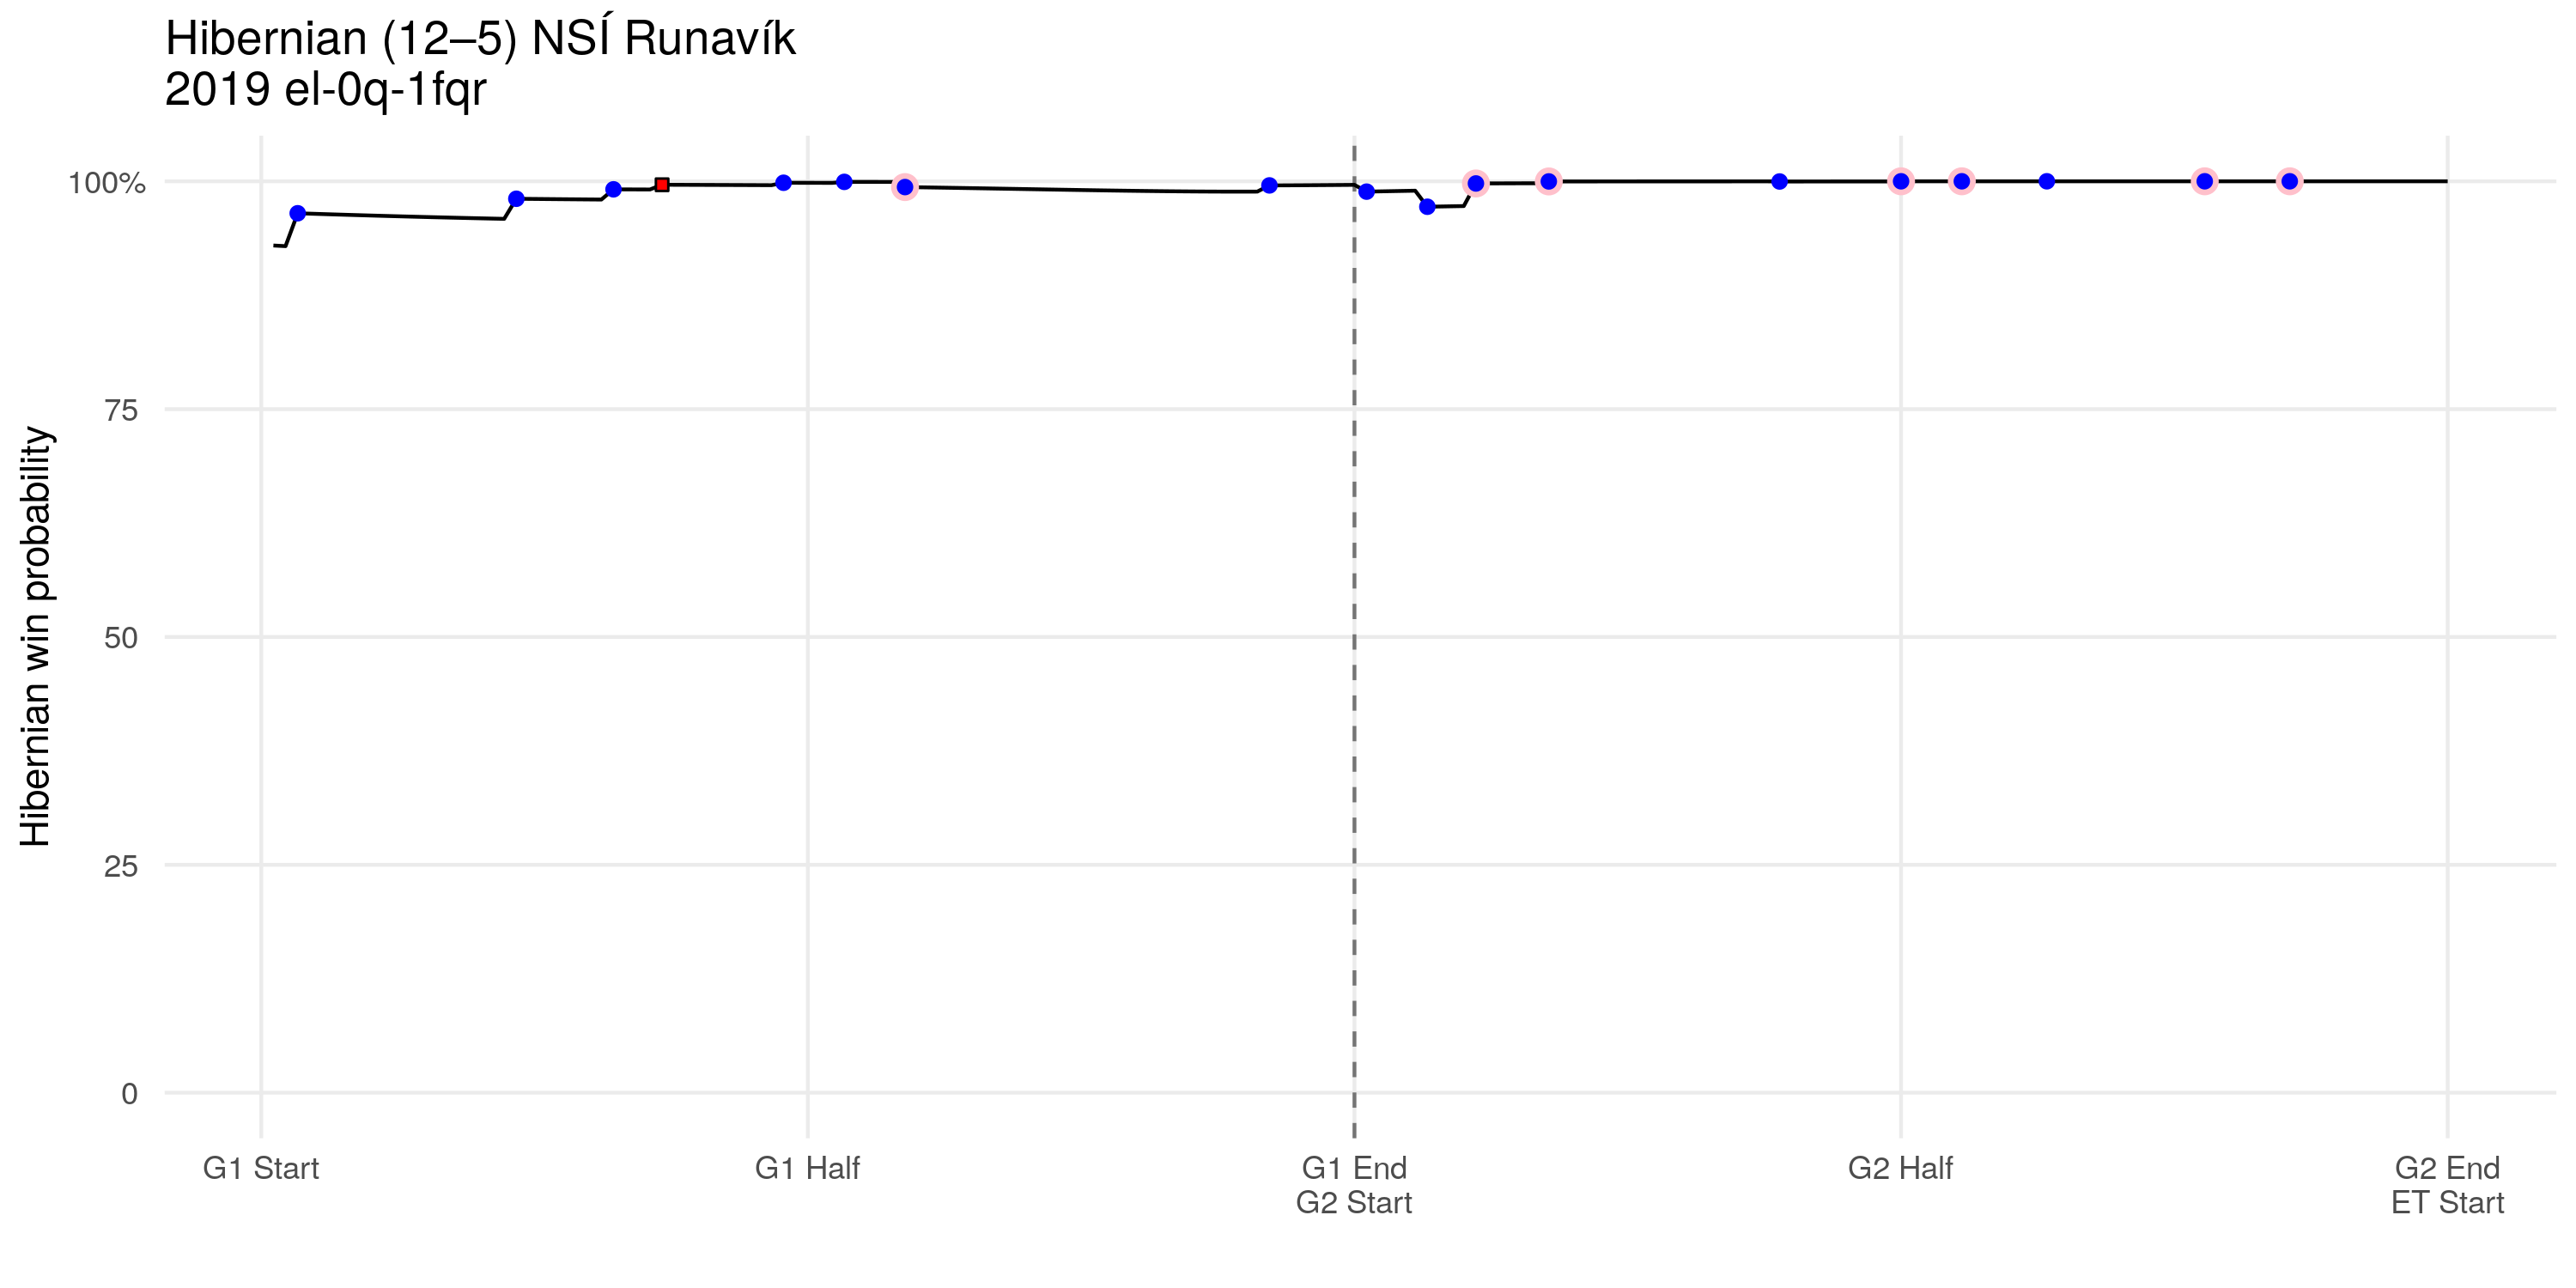 Hibernian (12–5) NSÍ Runavík
2019 el-0q-1fqr
Hibernian win probability
100%
75
50
25
0
G1 Start
G1 Half
G1 End
G2 Start
G2 Half
G2 End
ET Start